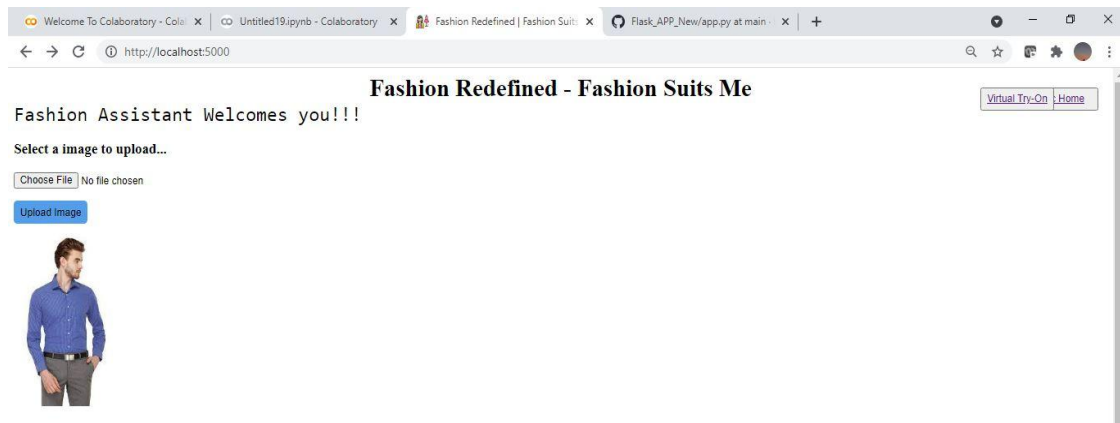 Welcome To Colaboratory - Cola
Untitled19.ipynb - Colaboratory
Fashion Redefined | Fashion Suits
Flask_APP_New/app.py at main ·
http://localhost:5000
Fashion Redefined - Fashion Suits Me
Virtual Try-On
Home
Fashion Assistant Welcomes you!!!
Select a image to upload...
Choose File No file chosen
Upload Image